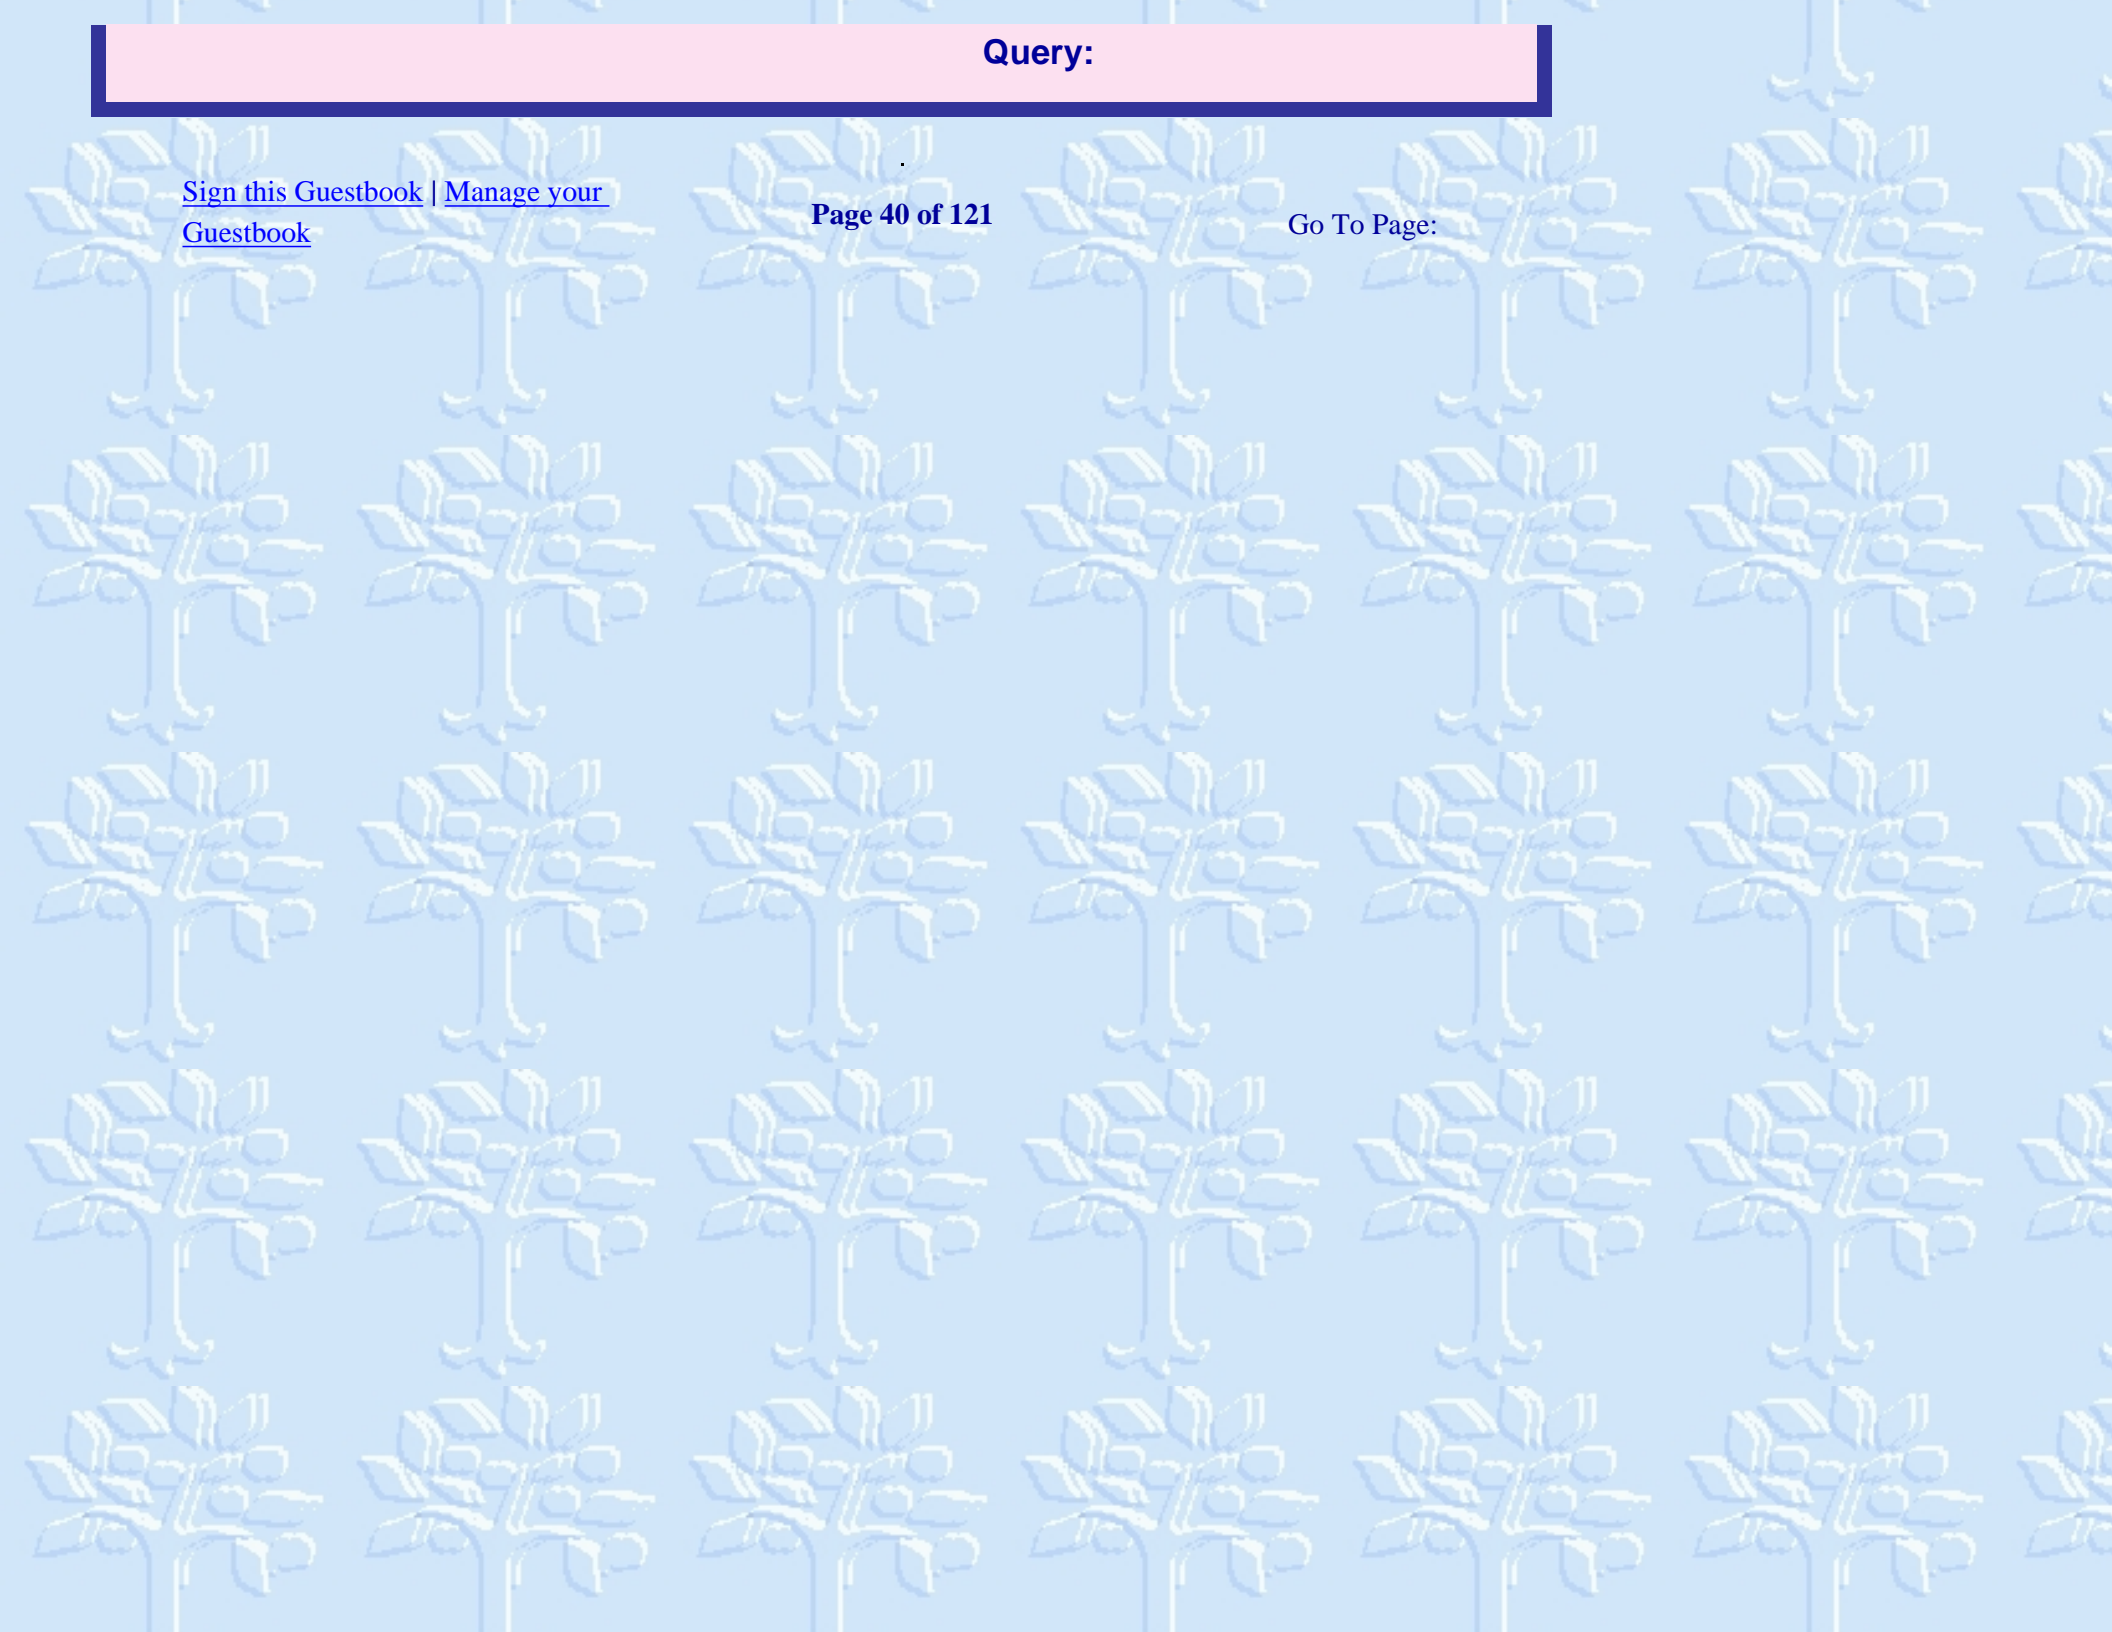 Query:
.
Sign this Guestbook | Manage your
Guestbook
Page 40 of 121
Go To Page: